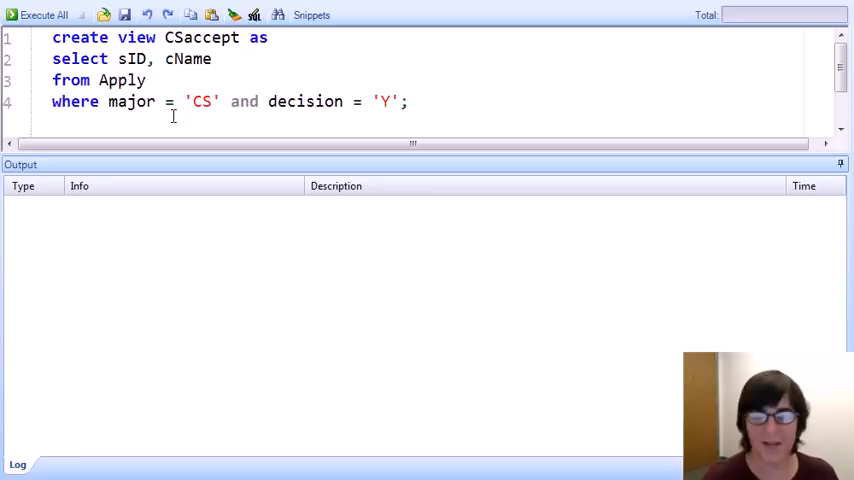 Execute All
Snippets
Total:
1 create view CSaccept as
2 select sID, cName
3 from Apply
4 where major = 'CS' and decision = 'Y';
Output
Type Info Description Time
Log